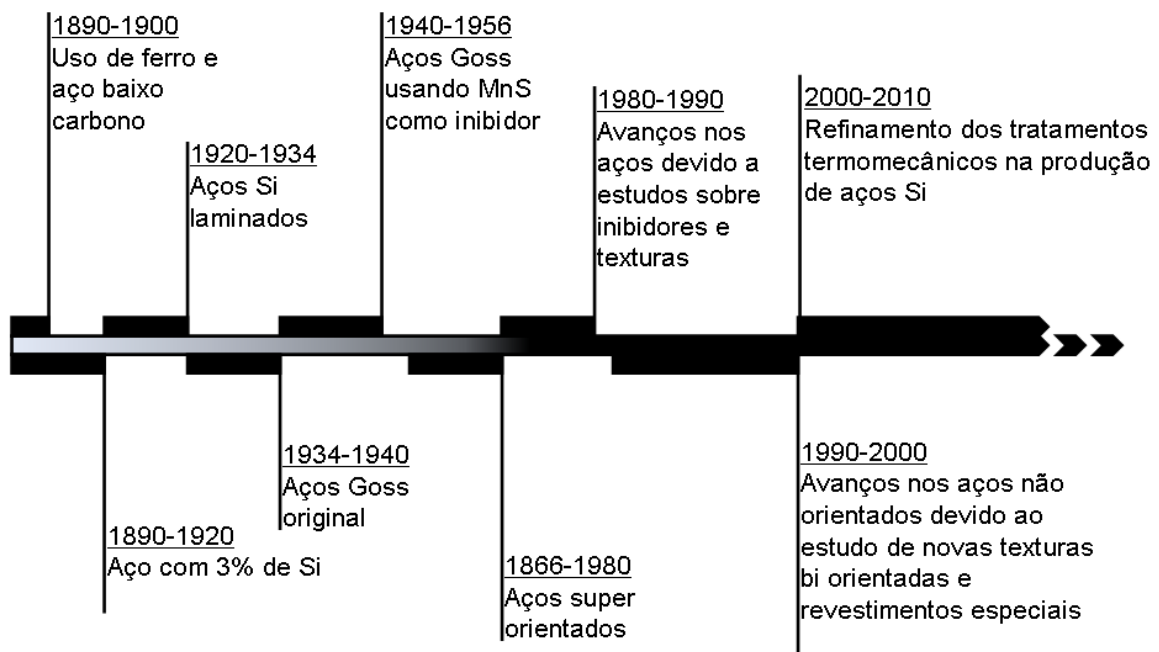 1890-1900
Uso de ferro e
aço baixo
carbono
1890-1920
Aço com 3% de Si
1920-1934
Aços Si
laminados
1934-1940
Aços Goss
original
1940-1956
Aços Goss
usando MnS
como inibidor
1866-1980
Aços super
orientados
1980-1990
Avanços nos
aços devido a
estudos sobre
inibidores e
texturas
1990-2000
Avanços nos aços não
orientados devido ao
estudo de novas texturas
bi orientadas e
revestimentos especiais
2000-2010
Refinamento dos tratamentos
termomecânicos na produção
de aços Si